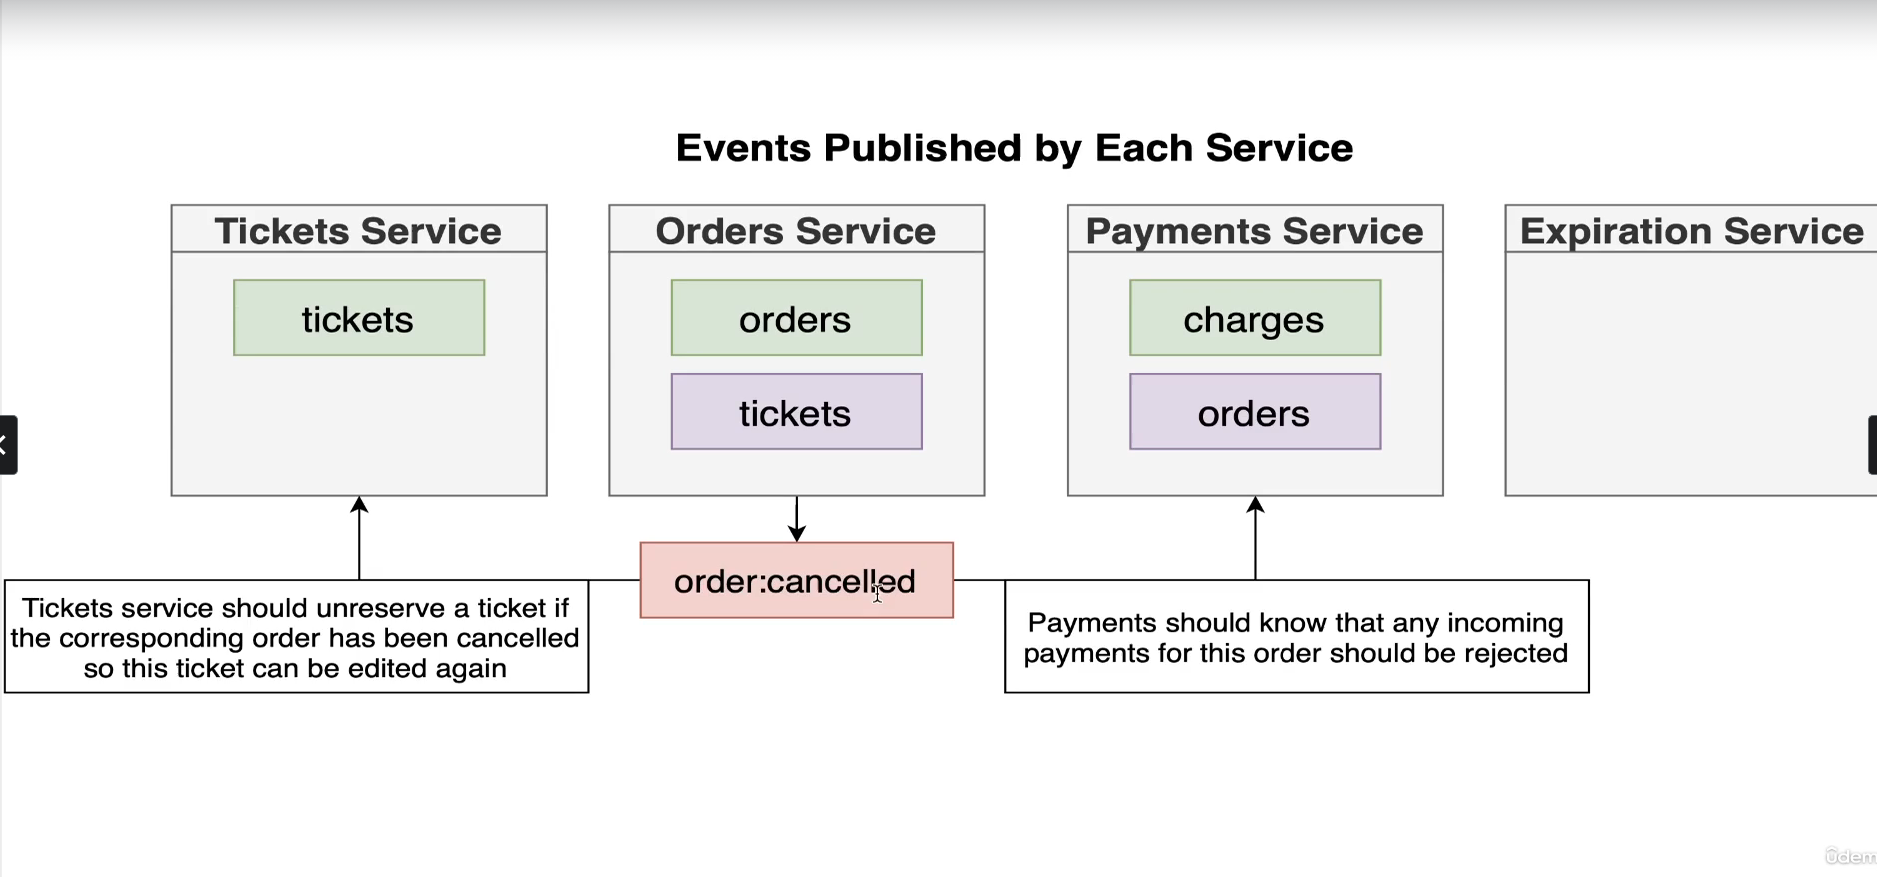 Events Published by Each Service
Tickets Service
tickets
Orders Service
orders
tickets
Payments Service
charges
orders
Expiration Service
order:cancelled
Tickets service should unreserve a ticket if
the corresponding order has been cancelled
so this ticket can be edited again
Payments should know that any incoming
payments for this order should be rejected